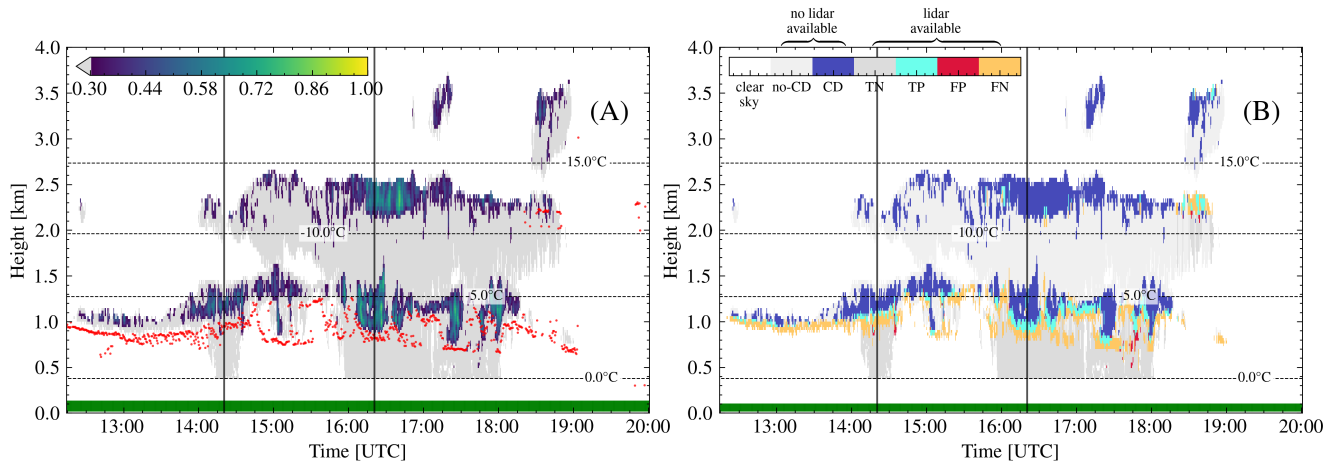 no lidar available
lidar available
4.0
3.5
3.0
2.5
2.0
1.5
1.0
0.5
0.0
Height [km]
0.30 0.44 0.58 0.72 0.86 1.00
(A)
-15.0°C
-10.0°C
-5.0°C
0.0°C
13:00 14:00 15:00 16:00 17:00 18:00 19:00 20:00
Time [UTC]
4.0
3.5
3.0
2.5
2.0
1.5
1.0
0.5
0.0
Height [km]
clear sky
no-CD
CD
TN
TP
FP
FN
(B)
-15.0°C
-10.0°C
-5.0°C
0.0°C
13:00 14:00 15:00 16:00 17:00 18:00 19:00 20:00
Time [UTC]